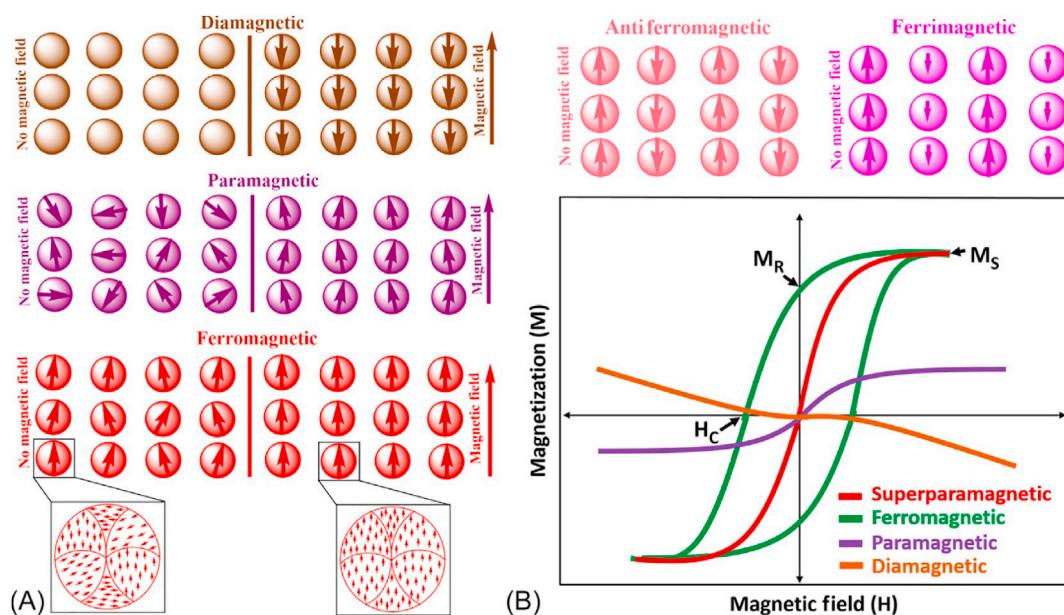 Diamagnetic
No magnetic field
Magnetic field
Paramagnetic
No magnetic field
Magnetic field
Ferromagnetic
No magnetic field
Magnetic field
(A)
Anti ferromagnetic
No magnetic field
Ferrimagnetic
No magnetic field
M_R
M_S
H_C
Magnetization (M)
Superparamagnetic
Ferromagnetic
Paramagnetic
Diamagnetic
(B)
Magnetic field (H)